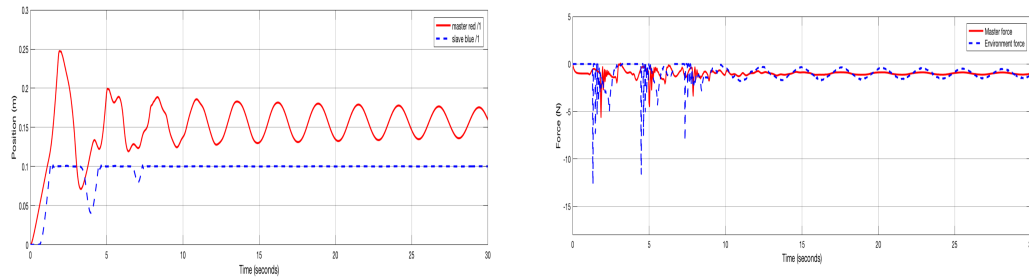 master red /1
slave blue /1
Position (m)
0.3
0.25
0.2
0.15
0.1
0.05
0
0 5 10 15 20 25 30
Time (seconds)
Master force
Environment force
Force (N)
5
0
-5
-10
-15
0 5 10 15 20 25 30
Time (seconds)